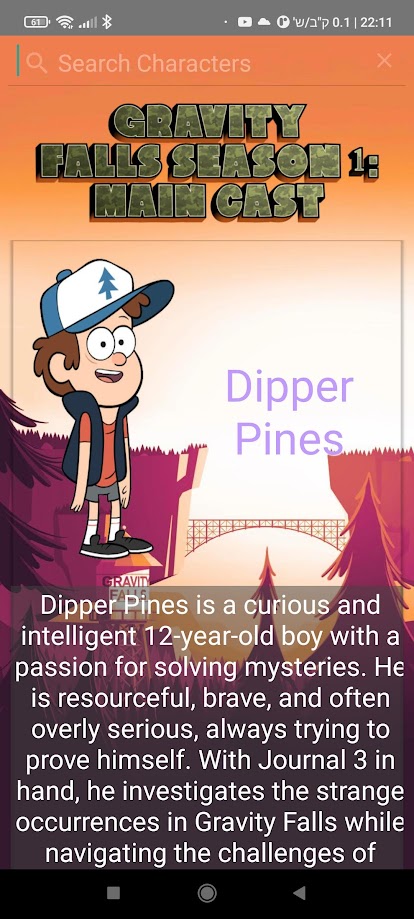 61 22:11 | 0.1 ק"ב/ש'
Search Characters
GRAVITY
FALLS SEASON 1:
MAIN CAST
Dipper
Pines
GRAVITY
FALLS
Dipper Pines is a curious and
intelligent 12-year-old boy with a
passion for solving mysteries. He
is resourceful, brave, and often
overly serious, always trying to
prove himself. With Journal 3 in
hand, he investigates the strange
occurrences in Gravity Falls while
navigating the challenges of